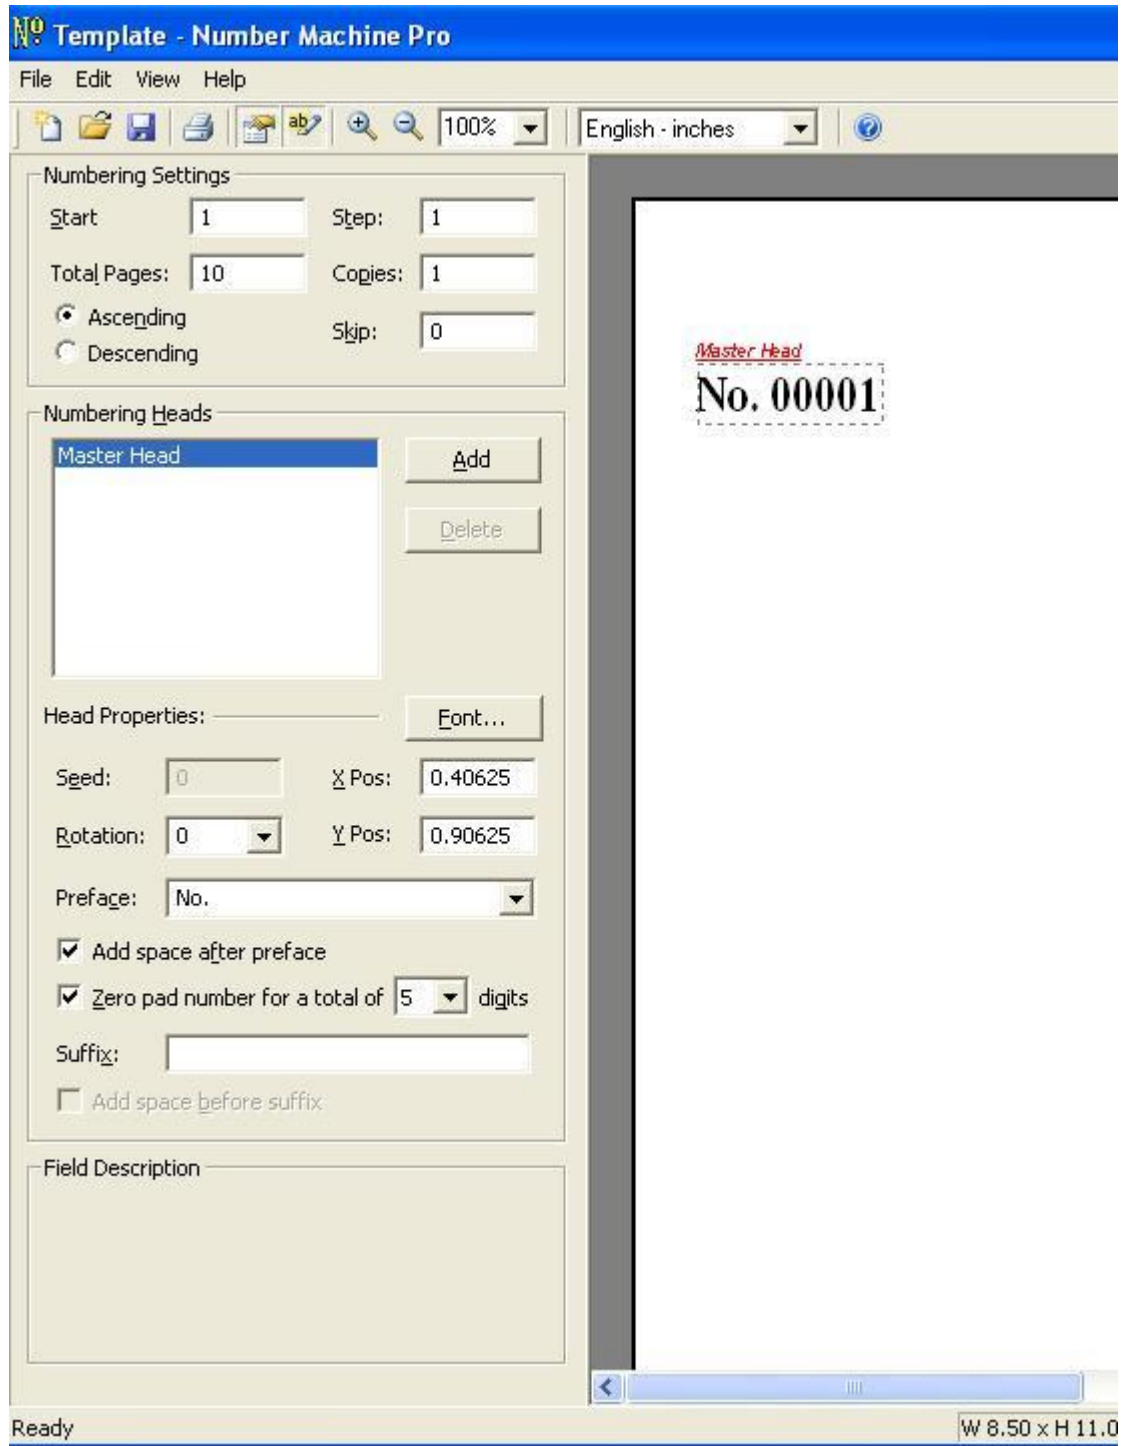 Nº Template - Number Machine Pro
File Edit View Help
ab 100% English - inches
Numbering Settings
Start 1 Step: 1
Total Pages: 10 Copies: 1
Ascending
Skip: 0
Descending
Numbering Heads
Master Head
Add
Delete
Head Properties: Font...
Seed: 0 X Pos: 0.40625
Rotation: 0 Y Pos: 0.90625
Preface: No.
Add space after preface
Zero pad number for a total of 5 digits
Suffix:
Add space before suffix
Field Description
Master Head
No. 00001
Ready W 8.50 x H 11.0